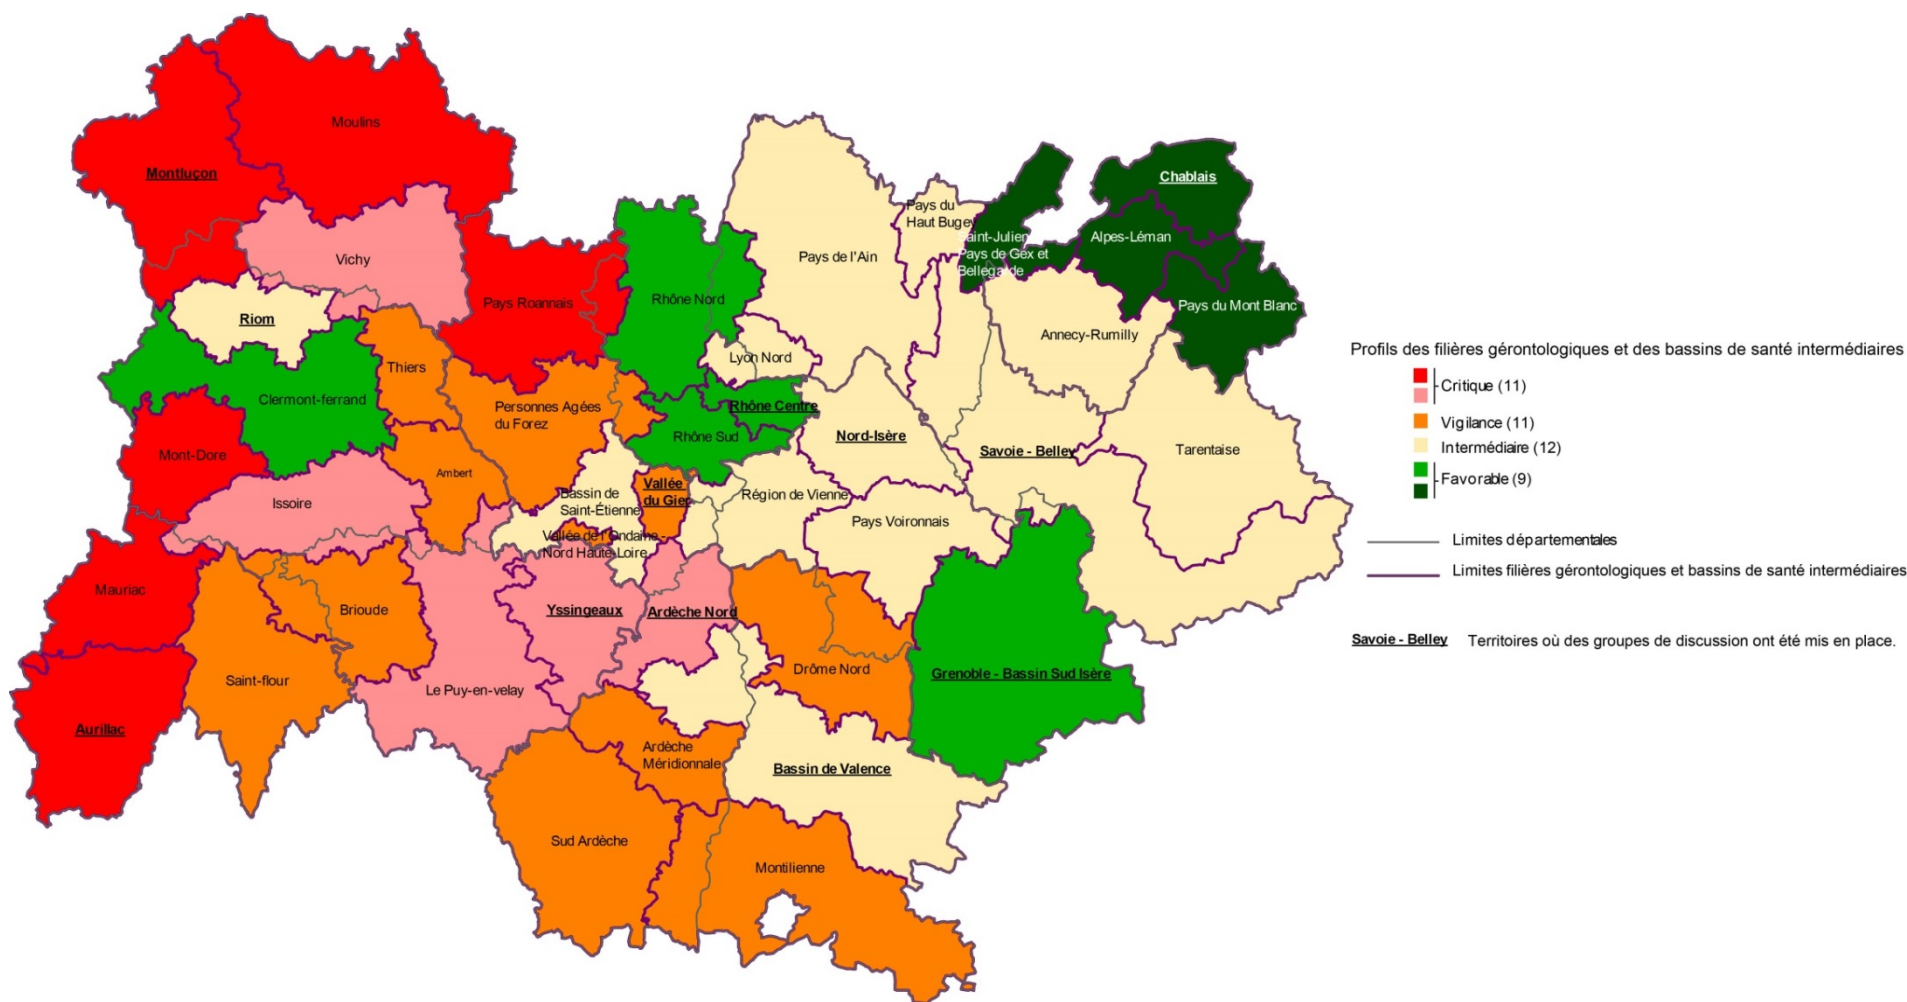 Moulins
Montluçon
Chablais
Pays du
Haut Bugey
Saint-Julien
Pays de Gex et
Bellegarde
Alpes-Léman
Vichy
Pays de l'Ain
Pays Roannais
Rhône Nord
Pays du Mont Blanc
Riom
Annecy-Rumilly
Lyon Nord
Thiers
Clermont-ferrand
Personnes Agées
du Forez
Rhône Centre
Rhône Sud
Nord-Isère
Savoie - Belley
Tarentaise
Mont-Dore
Ambert
Issoire
Bassin de
Saint-Étienne
Vallée
du Gier
Région de Vienne
Pays Voironnais
Vallée de l'Ondaine -
Nord Haute-Loire
Mauriac
Brioude
Yssingeaux
Ardèche Nord
Saint-flour
Le Puy-en-velay
Drôme Nord
Grenoble - Bassin Sud Isère
Aurillac
Ardèche
Méridionnale
Bassin de Valence
Sud Ardèche
Montilienne
Profils des filières gérontologiques et des bassins de santé intermédiaires
Critique (11)
Vigilance (11)
Intermédiaire (12)
Favorable (9)
Limites départementales
Limites filières gérontologiques et bassins de santé intermédiaires
Savoie - Belley Territoires où des groupes de discussion ont été mis en place.